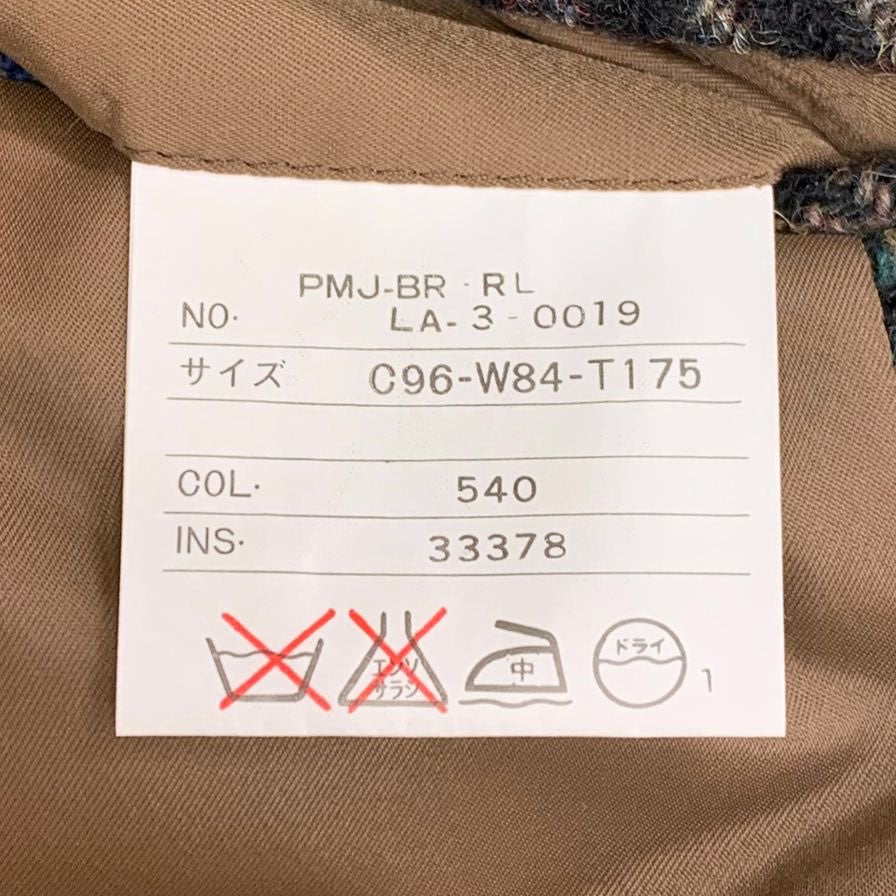 PMJ-BR RL
NO. LA-3-0019
サイズ C96-W84-T175
COL. 540
INS. 33378
エンソ
サラシ
中
ドライ
1